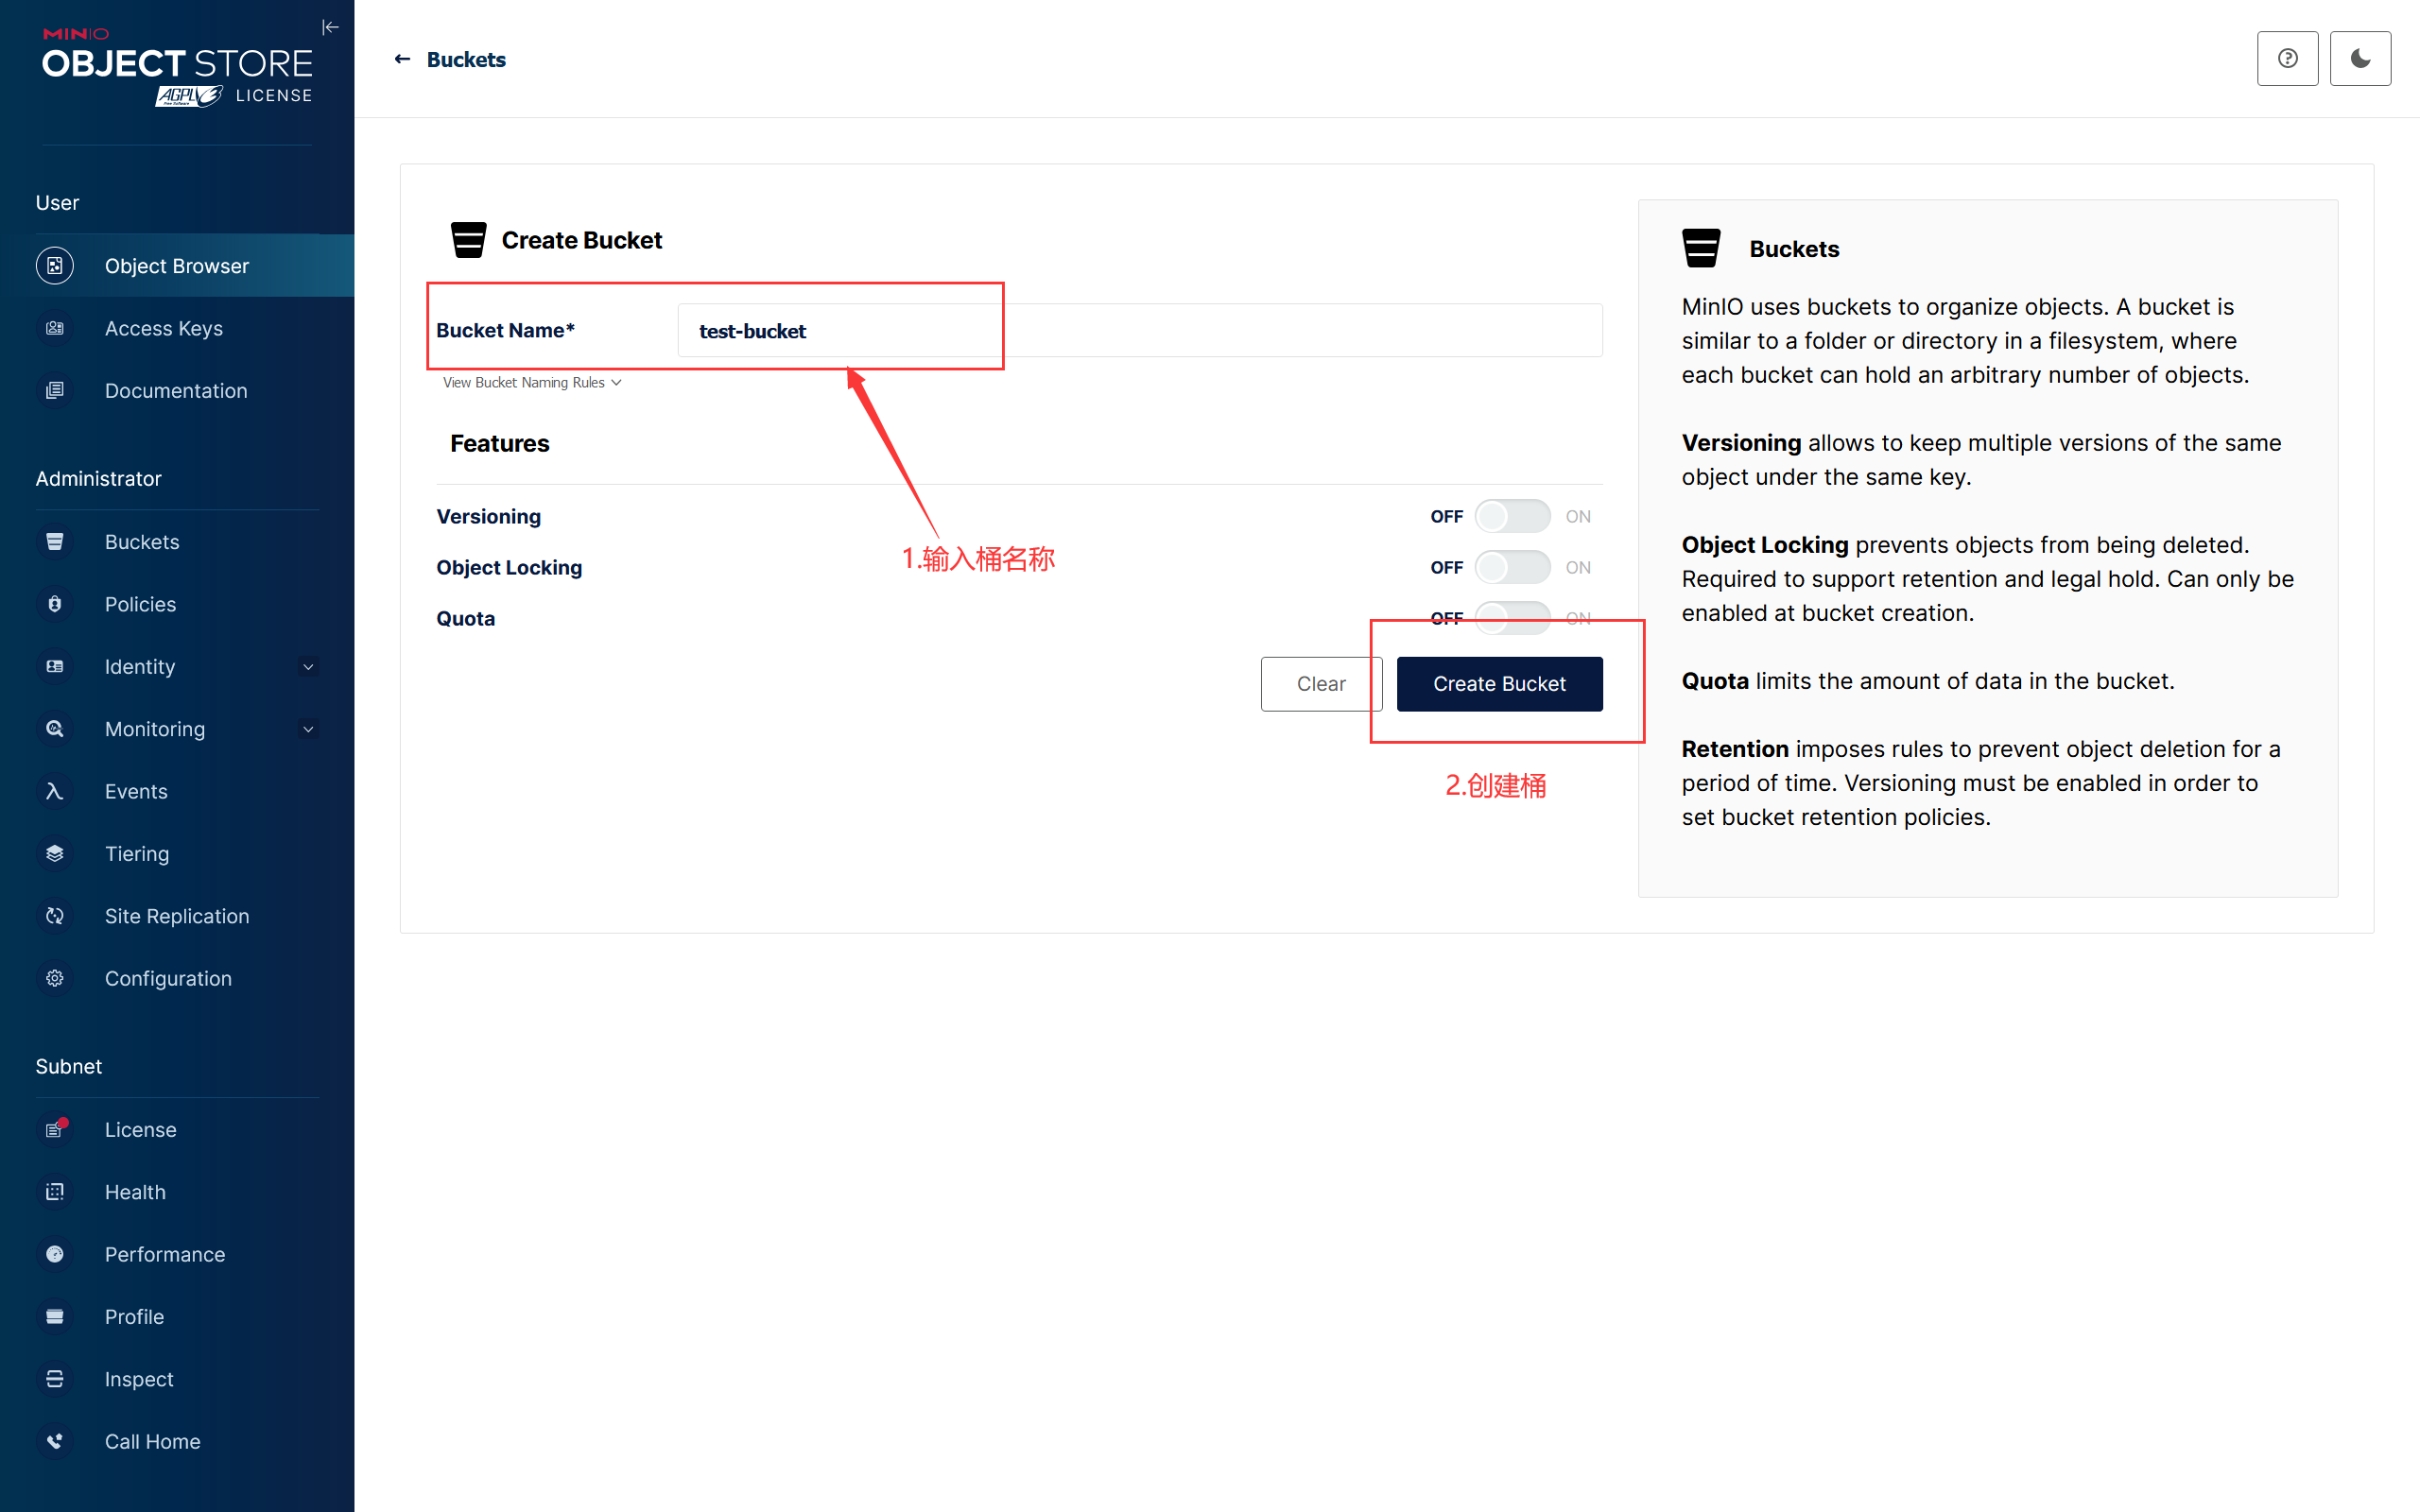 MINIO
OBJECT STORE
AGPL v3 LICENSE
Free Software
User
Object Browser
Access Keys
Documentation
Administrator
Buckets
Policies
Identity
Monitoring
Events
Tiering
Site Replication
Configuration
Subnet
License
Health
Performance
Profile
Inspect
Call Home
Buckets
Create Bucket
Bucket Name*
test-bucket
View Bucket Naming Rules
Features
Versioning
OFF ON
1.输入桶名称
Object Locking
OFF ON
Quota
OFF ON
Clear
Create Bucket
2.创建桶
Buckets
MinIO uses buckets to organize objects. A bucket is
similar to a folder or directory in a filesystem, where
each bucket can hold an arbitrary number of objects.
Versioning allows to keep multiple versions of the same
object under the same key.
Object Locking prevents objects from being deleted.
Required to support retention and legal hold. Can only be
enabled at bucket creation.
Quota limits the amount of data in the bucket.
Retention imposes rules to prevent object deletion for a
period of time. Versioning must be enabled in order to
set bucket retention policies.